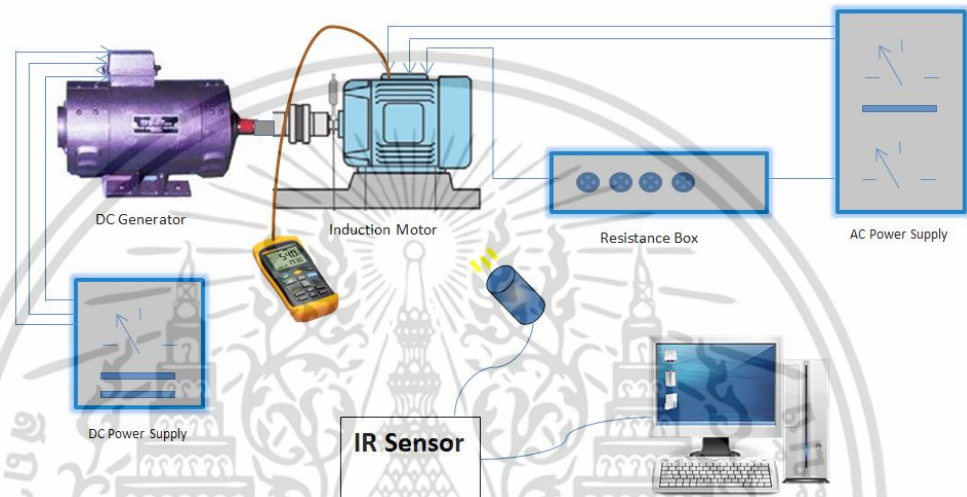 DC Generator
Induction Motor
Resistance Box
AC Power Supply
DC Power Supply
IR Sensor